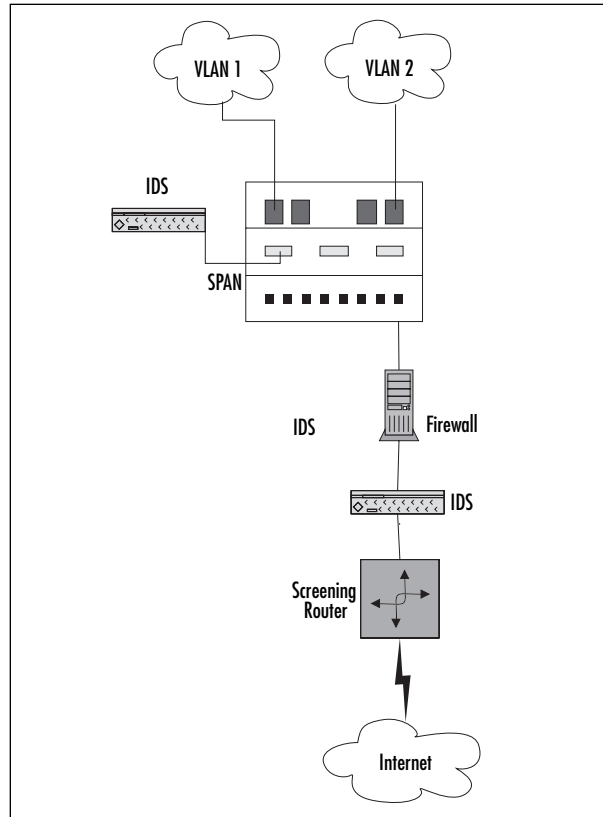 VLAN 1
VLAN 2
IDS
SPAN
IDS
Firewall
IDS
Screening
Router
Internet